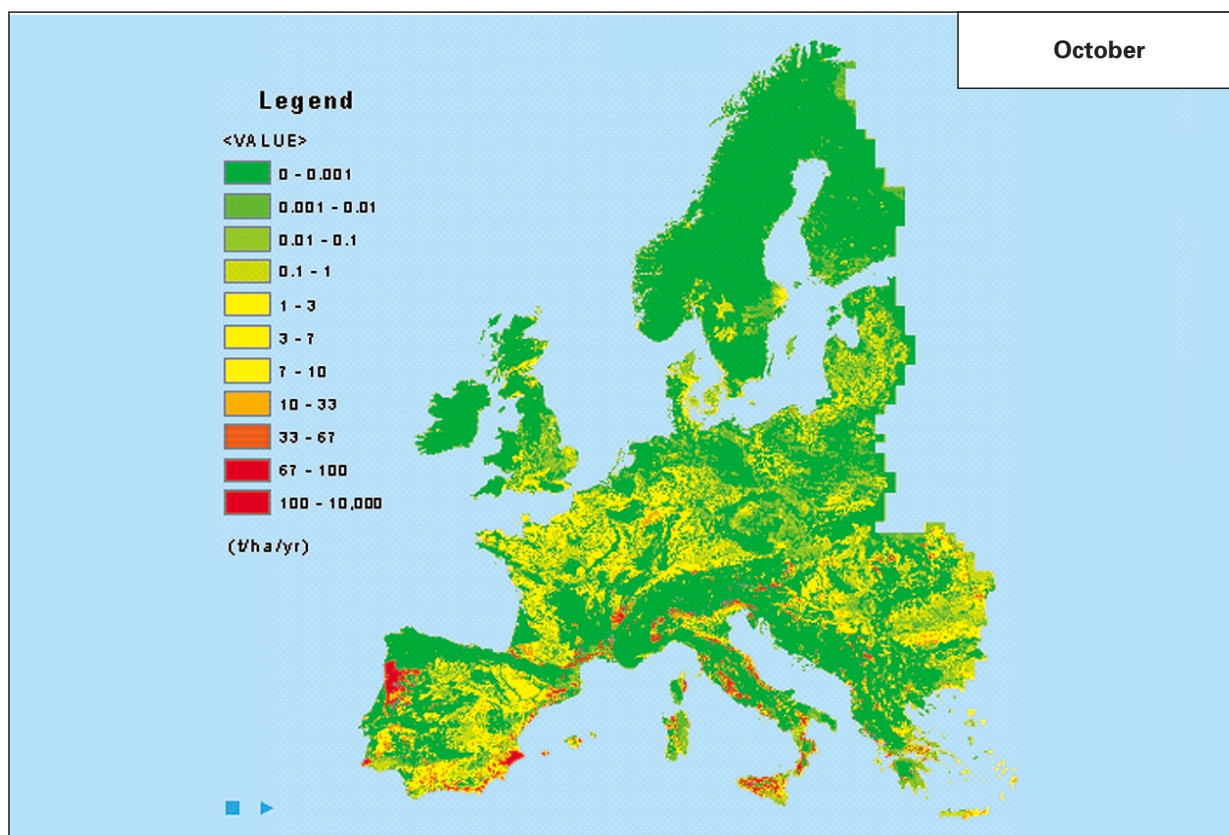 October
Legend
<VALUE>
0 - 0.001
0.001 - 0.01
0.01 - 0.1
0.1 - 1
1 - 3
3 - 7
7 - 10
10 - 33
33 - 67
67 - 100
100 - 10,000
(t/ha/yr)